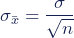 σ_x̄ = σ/√n